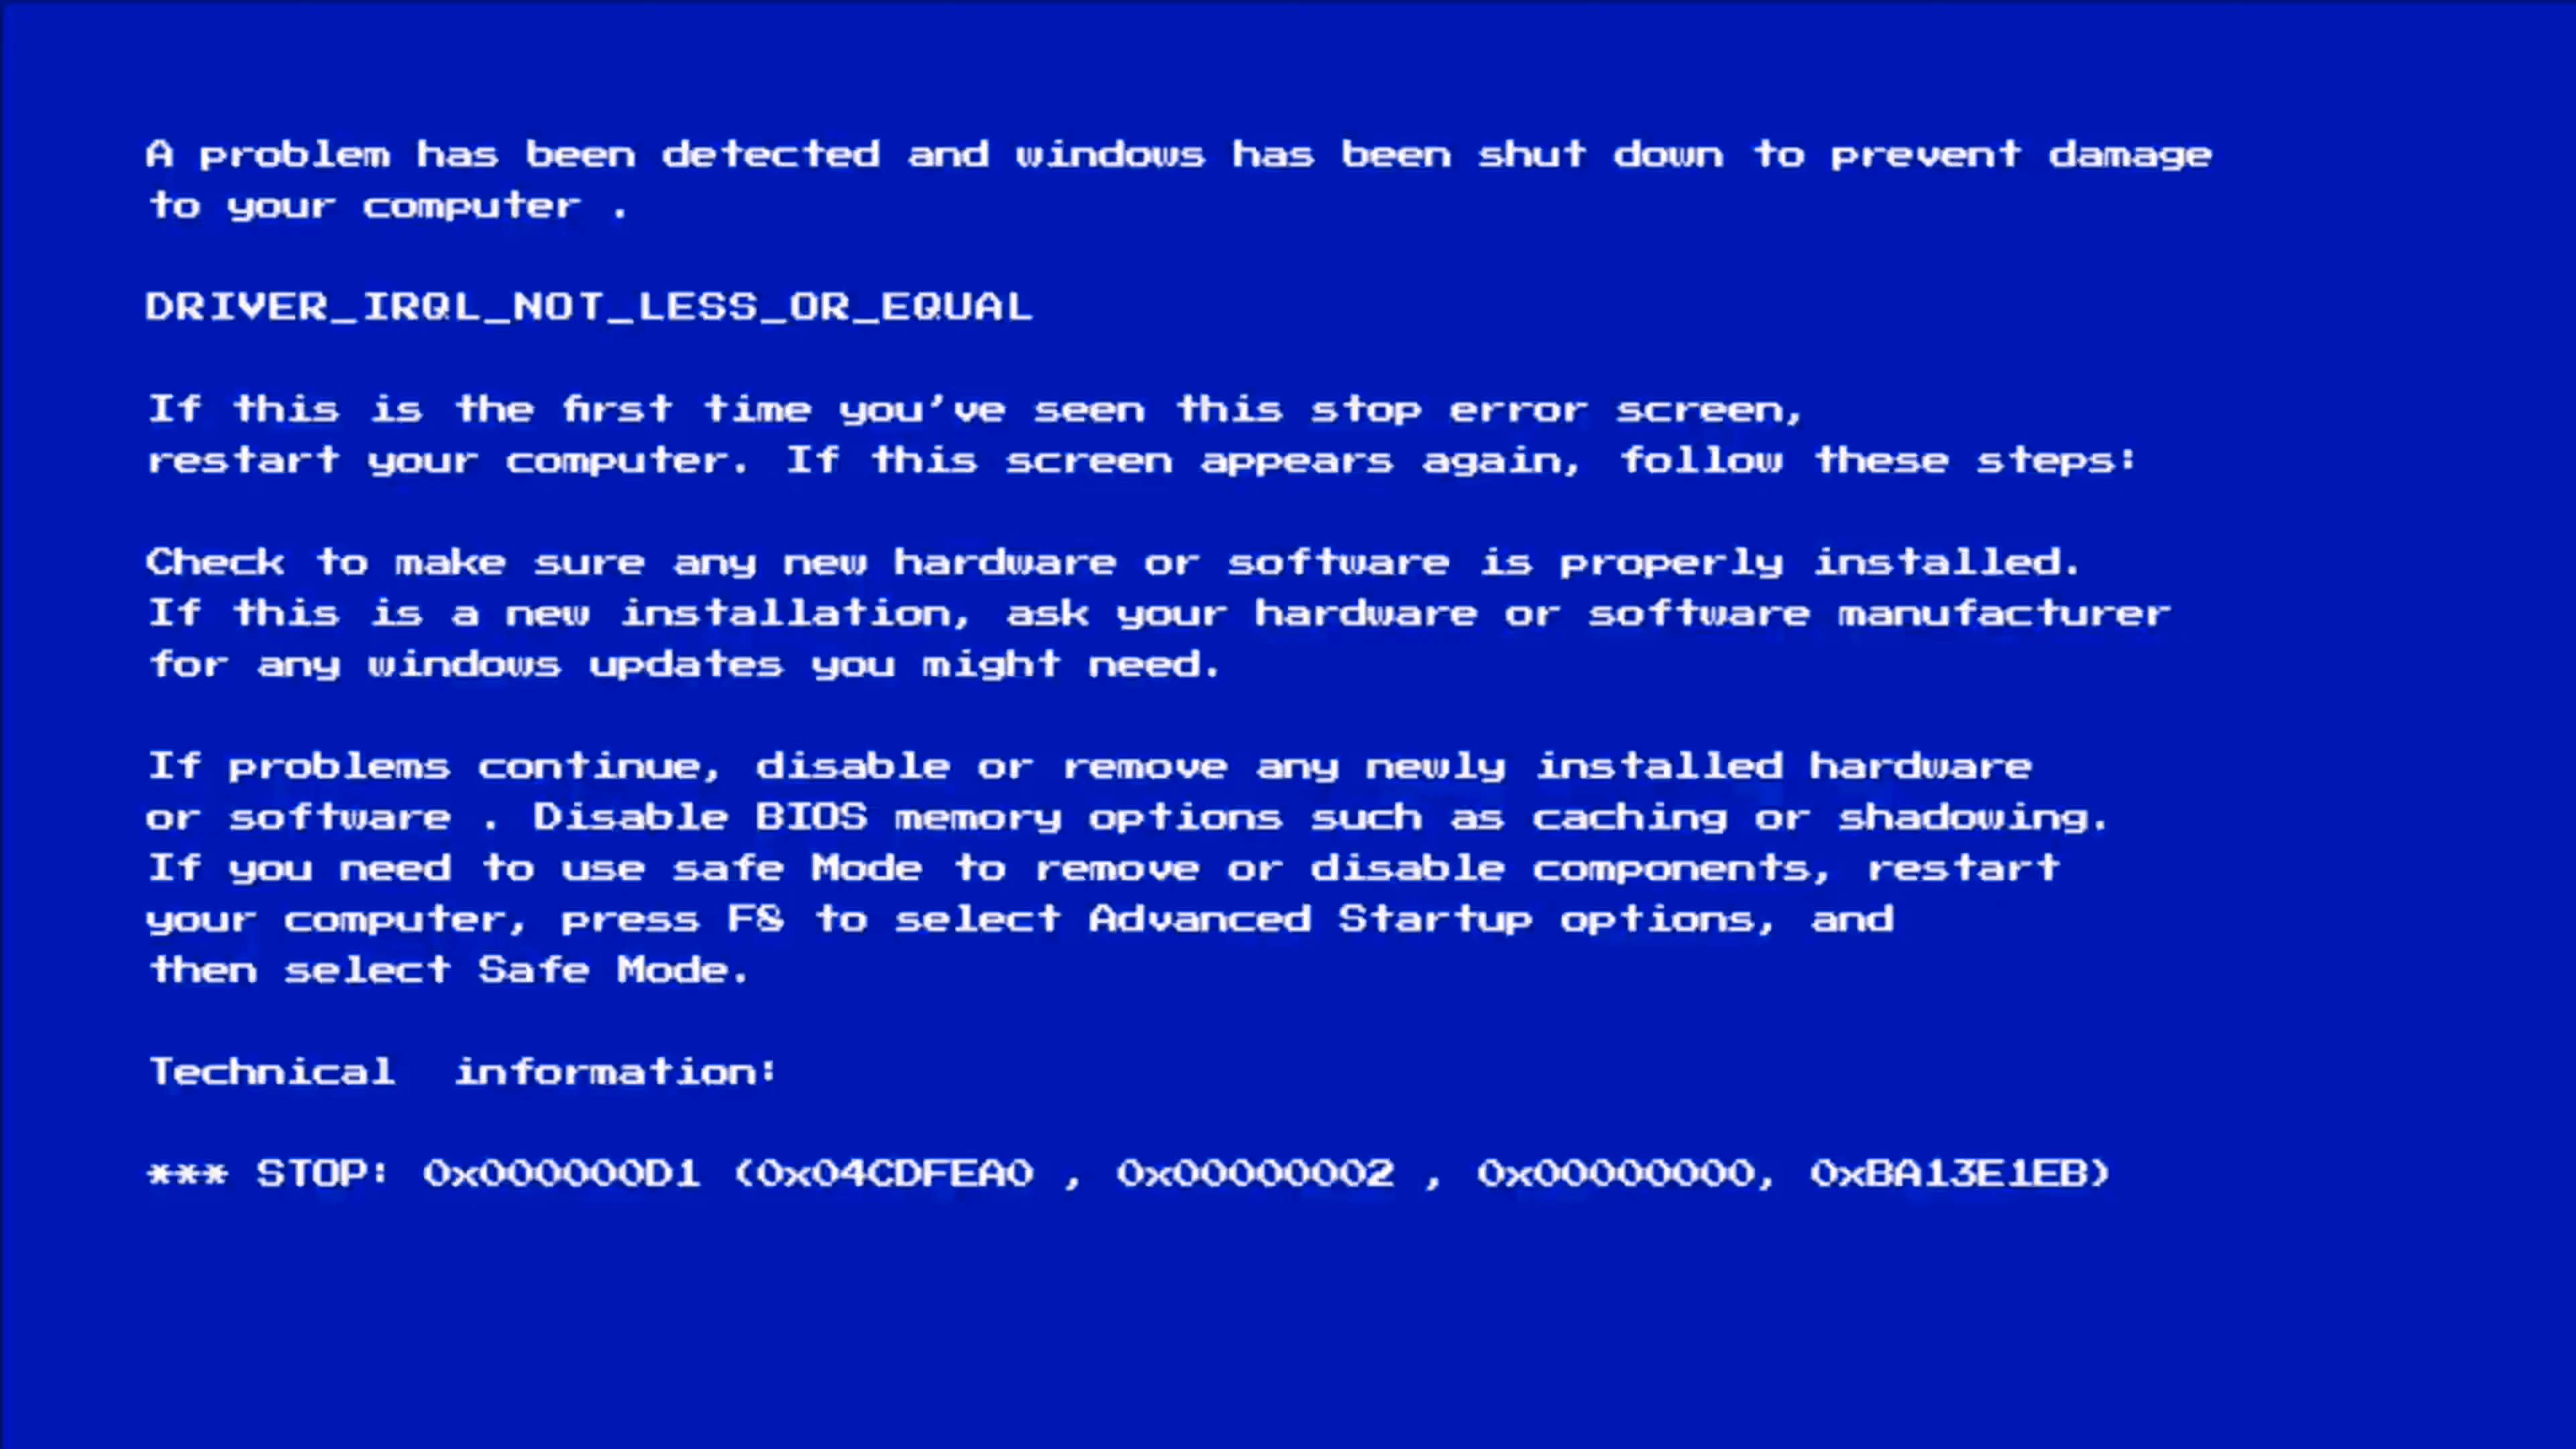 A problem has been detected and windows has been shut down to prevent damage
to your computer .
DRIVER_IRQL_NOT_LESS_OR_EQUAL
If this is the first time you've seen this stop error screen,
restart your computer. If this screen appears again, follow these steps:
Check to make sure any new hardware or software is properly installed.
If this is a new installation, ask your hardware or software manufacturer
for any windows updates you might need.
If problems continue, disable or remove any newly installed hardware
or software . Disable BIOS memory options such as caching or shadowing.
If you need to use safe Mode to remove or disable components, restart
your computer, press F& to select Advanced Startup options, and
then select Safe Mode.
Technical  information:
*** STOP: 0x000000D1 (0x04CDFEA0 , 0x00000002 , 0x00000000, 0xBA13E1EB)